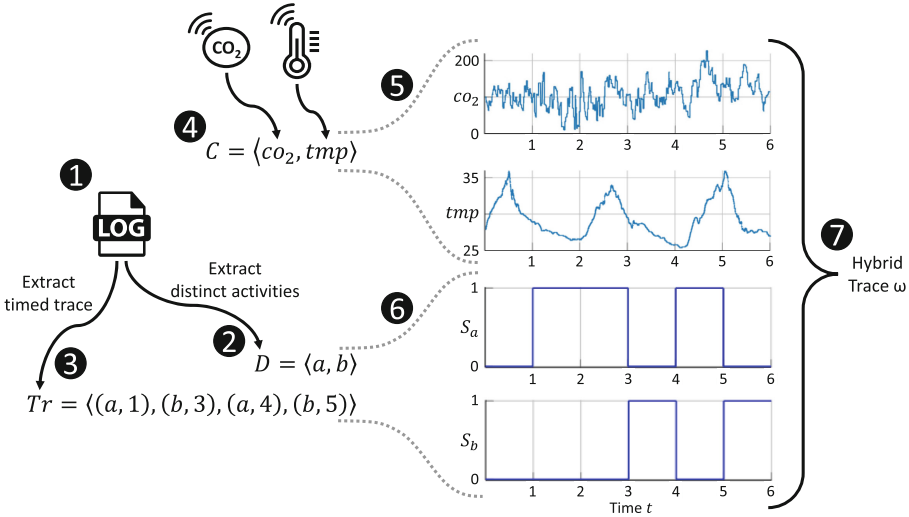 CO₂
4
C = ⟨co₂, tmp⟩
5
200
co₂
0
1 2 3 4 5 6
35
tmp
25
1 2 3 4 5 6
1
LOG
Extract
timed trace
Extract
distinct activities
2
3
D = ⟨a, b⟩
Tr = ⟨(a, 1), (b, 3), (a, 4), (b, 5)⟩
6
1
Sₐ
0
1 2 3 4 5 6
1
S_b
0
1 2 3 4 5 6
Time t
7
Hybrid
Trace ω